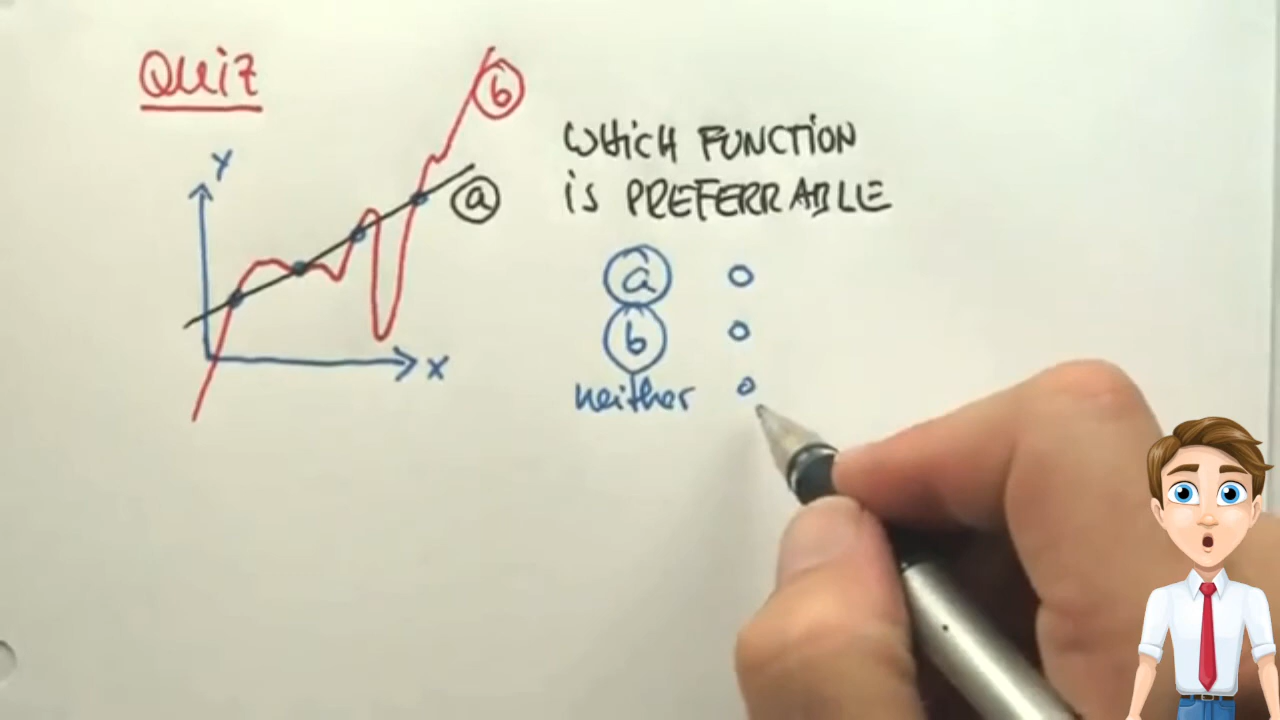 Quiz
Y
b
a
X
WHICH FUNCTION
IS PREFERRABLE
a
b
neither